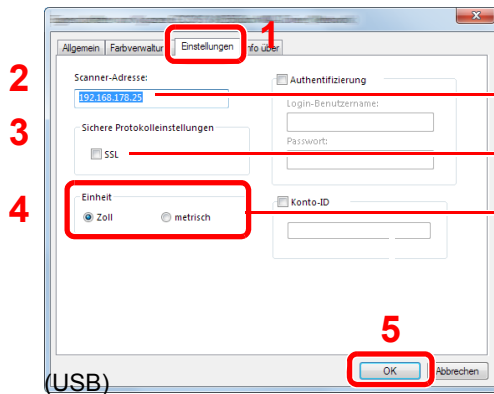 1
Allgemein Farbverwaltur Einstellungen nfo über
2
Scanner-Adresse:
192.168.178.25
Authentifizierung
Login-Benutzername:
3
Sichere Protokolleinstellungen
SSL
Passwort:
4
Einheit
Zoll metrisch
Konto-ID
5
OK Abbrechen
(USB)